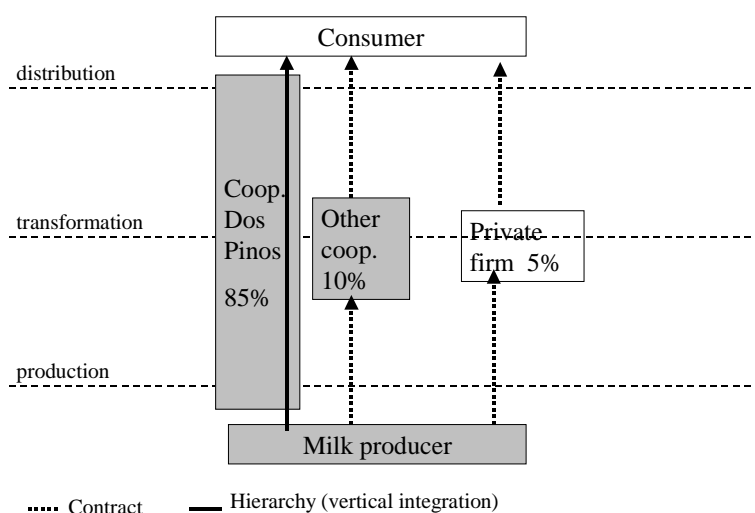 Consumer
distribution
Coop.
Dos
Pinos
85%
transformation
Other
coop.
10%
Private
firm 5%
production
Milk producer
Contract
Hierarchy (vertical integration)